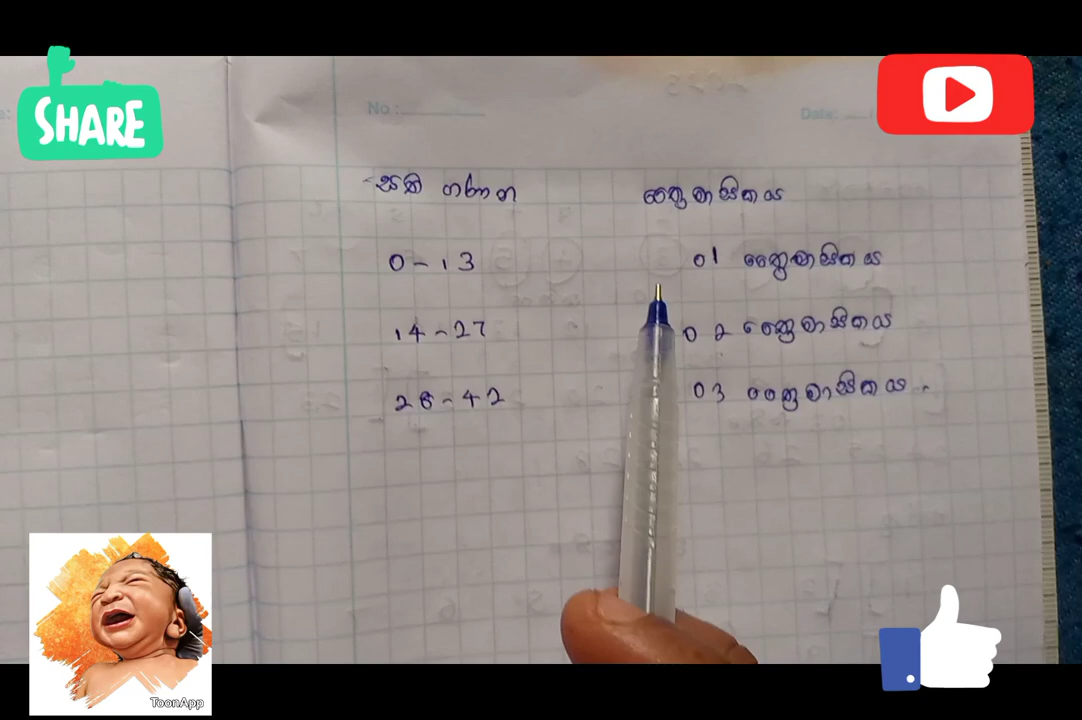 SHARE
No :
Date:
සති ගණන ත්‍රෛමාසිකය
0-13 01 ත්‍රෛමාසිකය
14-27 02 ත්‍රෛමාසිකය
28-42 03 ත්‍රෛමාසිකය.
ToonApp